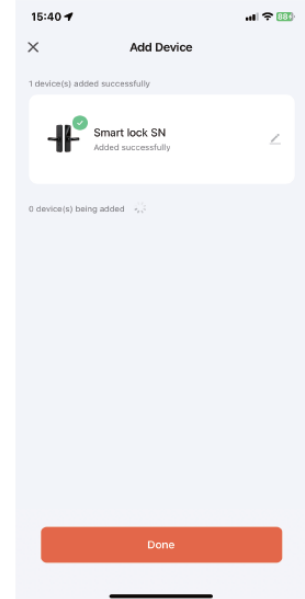 15:40
88
Add Device
1 device(s) added successfully
Smart lock SN
Added successfully
0 device(s) being added
Done